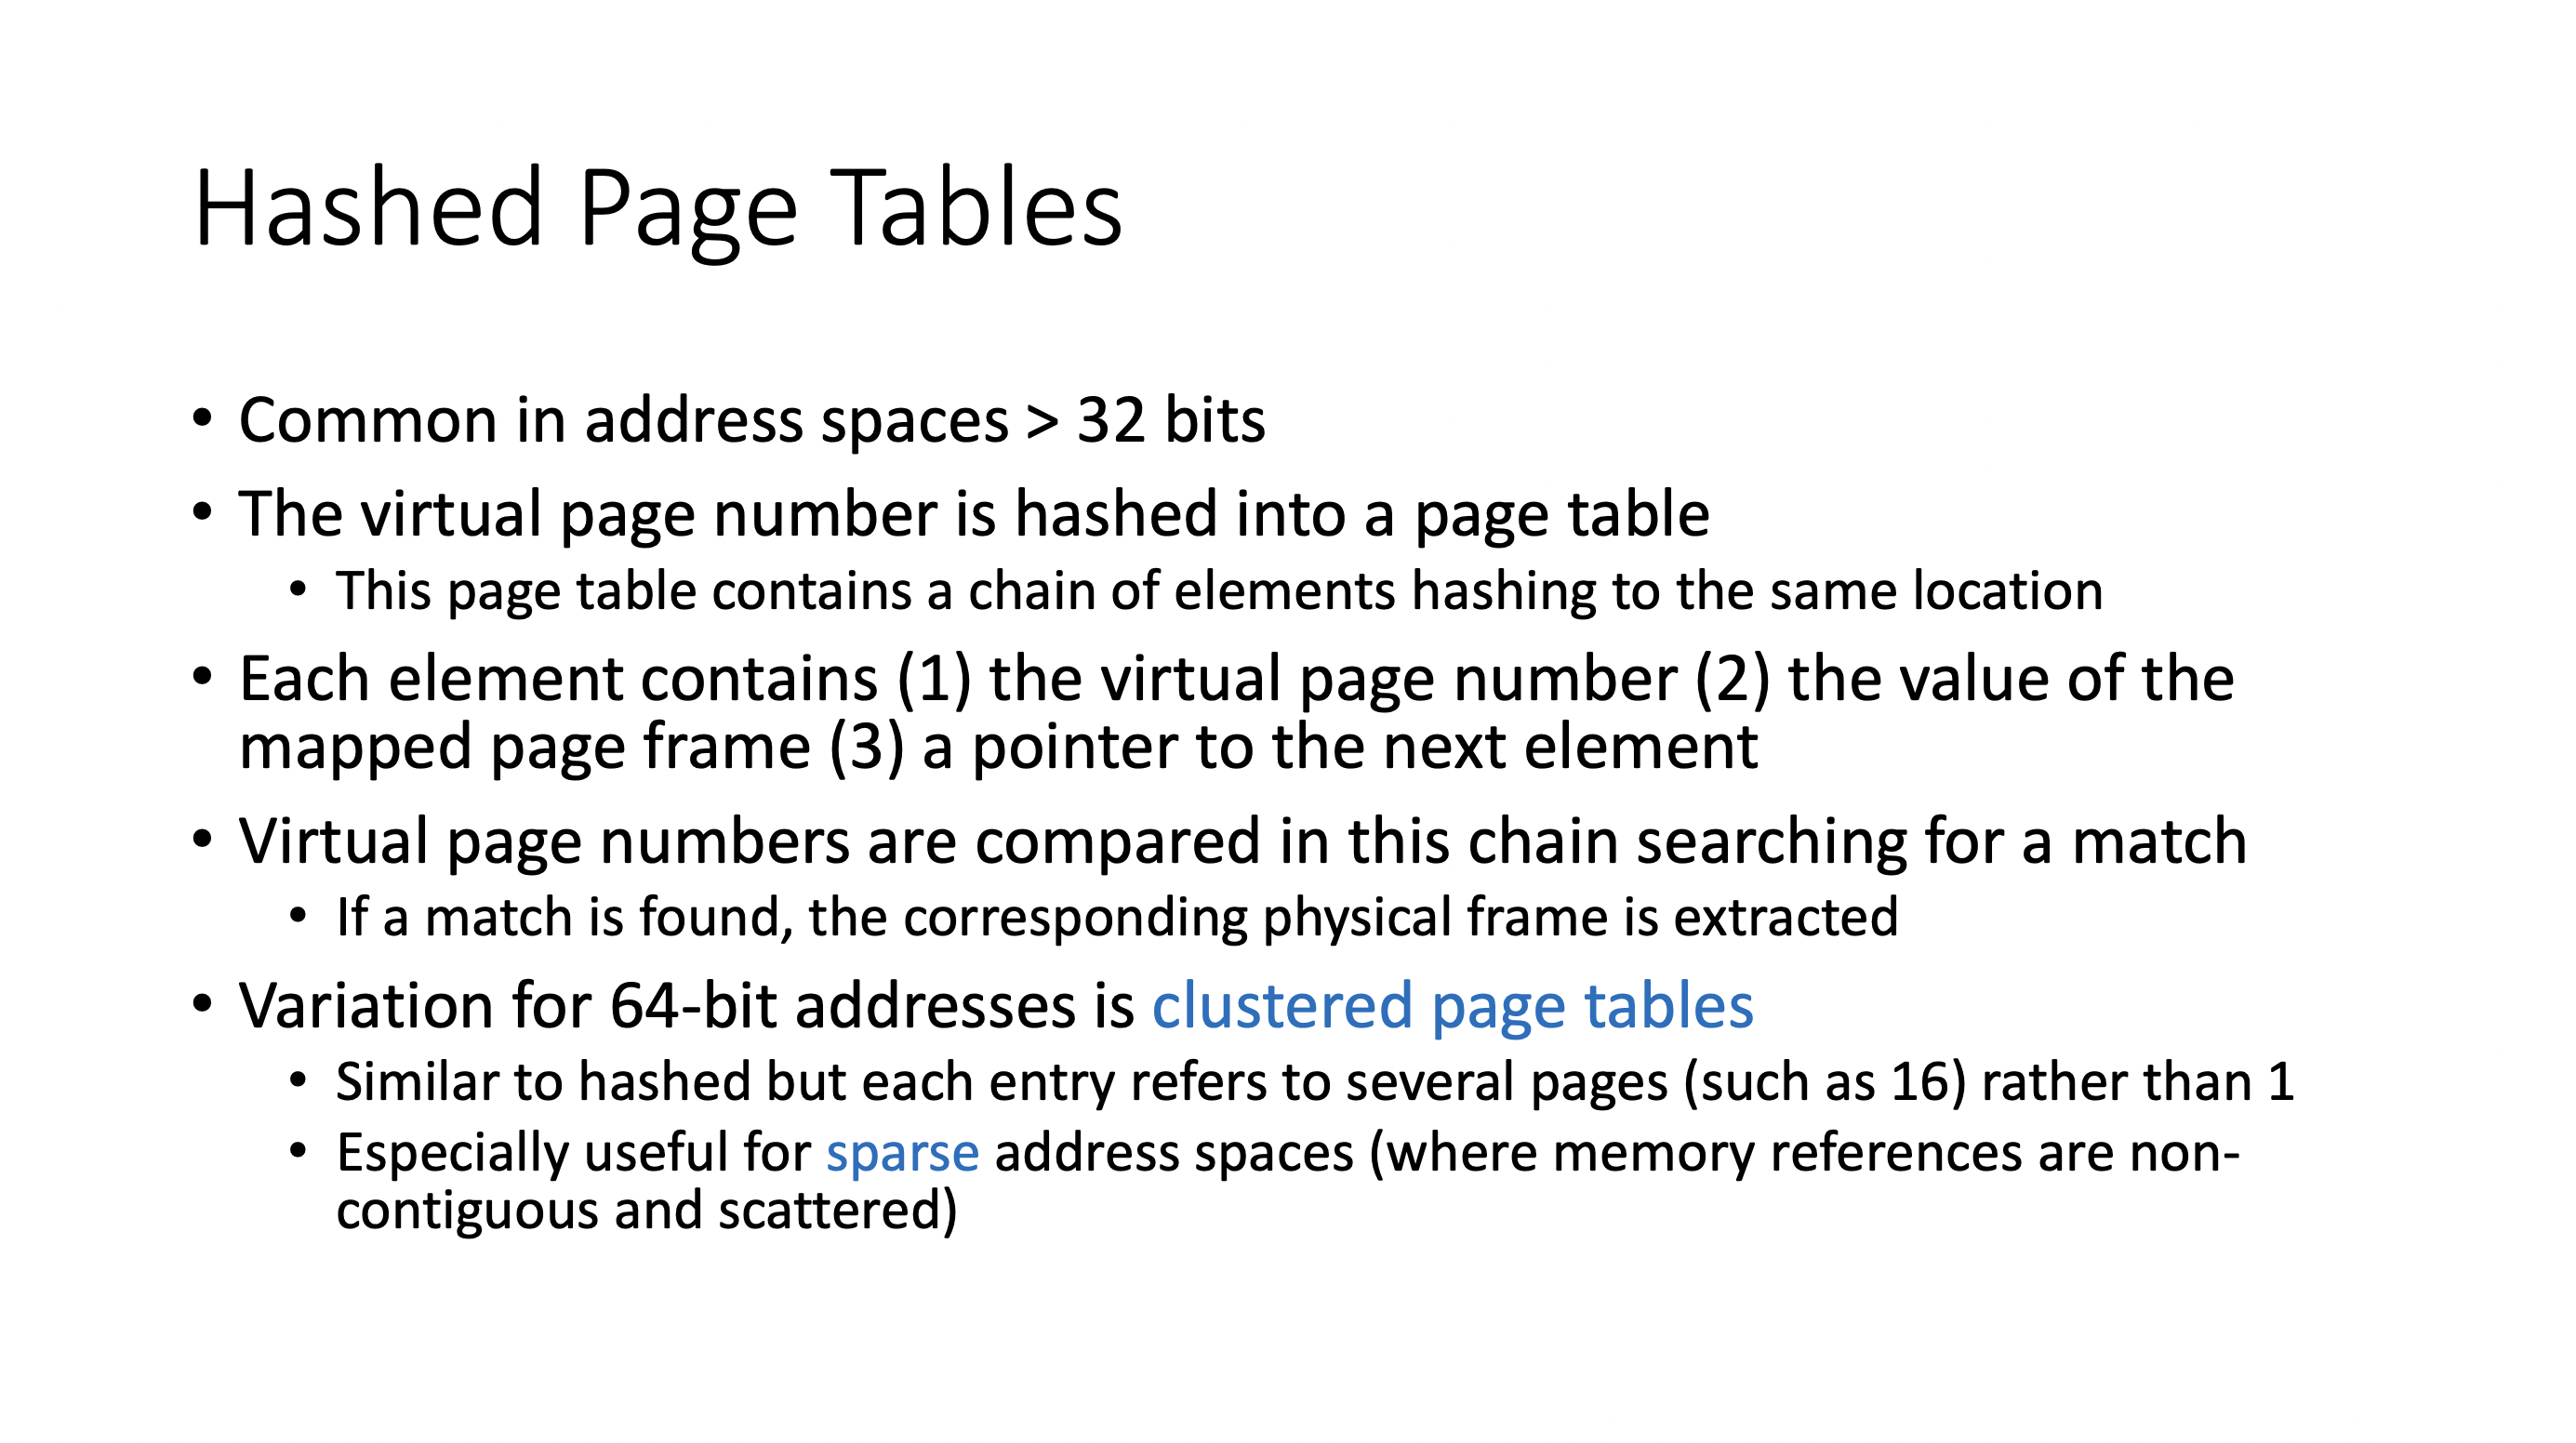 Hashed Page Tables
• Common in address spaces > 32 bits
• The virtual page number is hashed into a page table
• This page table contains a chain of elements hashing to the same location
• Each element contains (1) the virtual page number (2) the value of the
mapped page frame (3) a pointer to the next element
• Virtual page numbers are compared in this chain searching for a match
• If a match is found, the corresponding physical frame is extracted
• Variation for 64-bit addresses is clustered page tables
• Similar to hashed but each entry refers to several pages (such as 16) rather than 1
• Especially useful for sparse address spaces (where memory references are non-
contiguous and scattered)